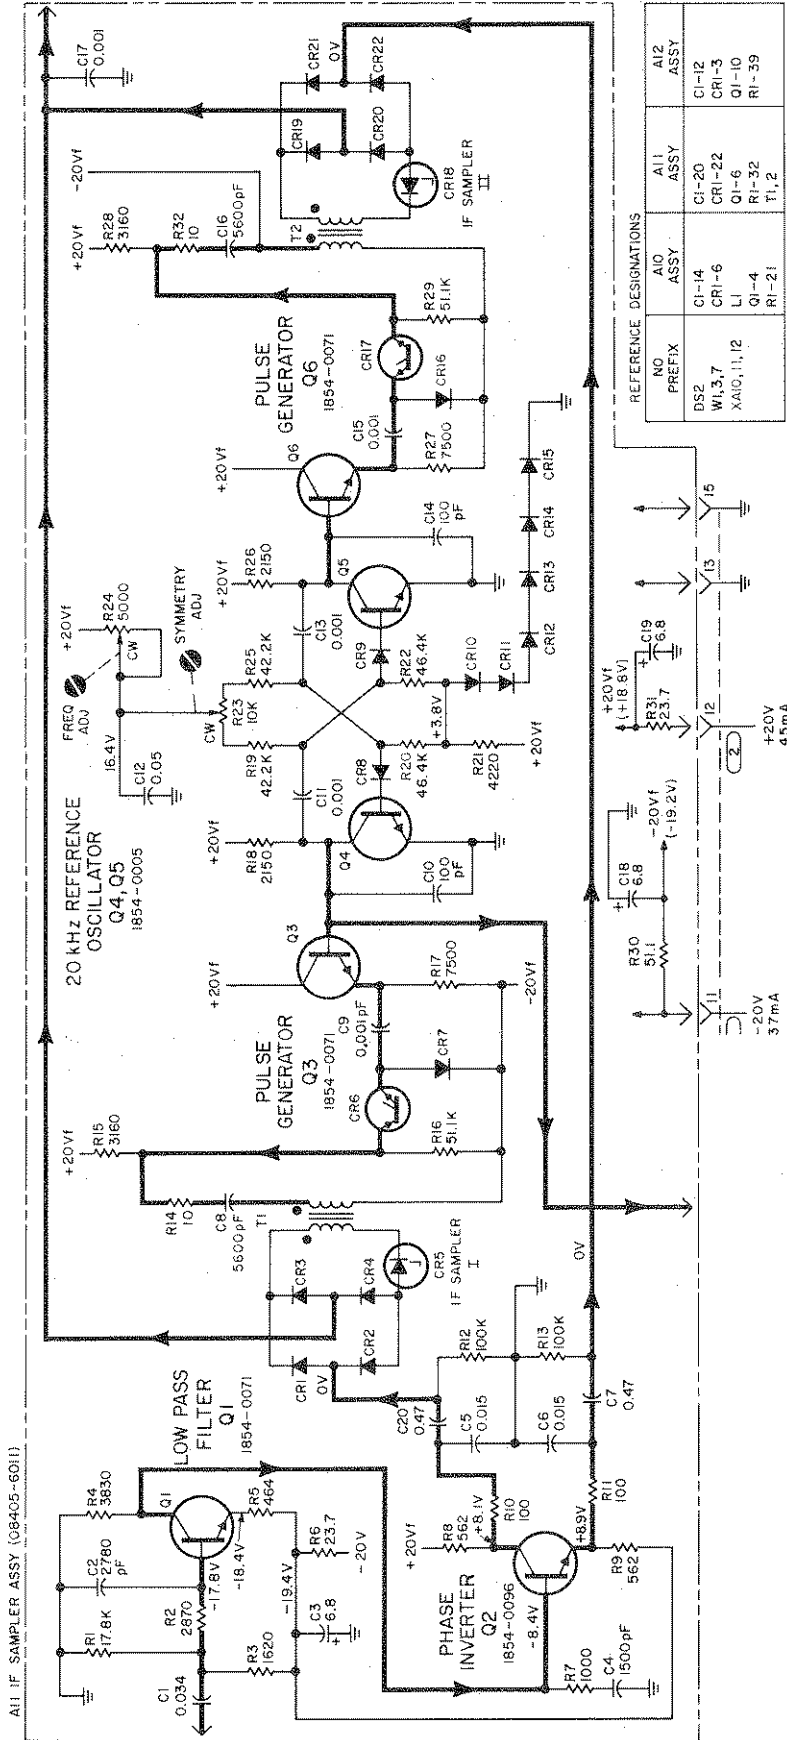 A11 IF SAMPLER ASSY (08405-6011)
R1
17.8K
C2
2780
pF
R4
3830
Q1
C1
0.034
R2
2870
-17.8V
-18.4V
R5
464
LOW PASS
FILTER
Q1
1854-0071
R3
1620
C3
6.8
+
-19.4V
R6
23.7
-20V
PHASE
INVERTER
Q2
1854-0096
+20Vf
R8
562
+8.1V
R10
100
-8.4V
+8.9V
R11
100
R9
562
R7
1000
C4
1500pF
C20
0.47
C5
0.015
C6
0.015
C7
0.47
R12
100K
R13
100K
0V
0V
CR1
CR2
CR3
CR4
CR5
IF SAMPLER
I
T1
C8
5600pF
R14
10
R15
3160
+20Vf
PULSE
GENERATOR
Q3
1854-0071
CR6
R16
51.1K
C9
0.001pF
CR7
R17
7500
-20Vf
+20Vf
Q3
20 kHz REFERENCE
OSCILLATOR
Q4, Q5
1854-0005
+20Vf
R18
2150
C10
100
pF
Q4
C11
0.001
CR8
R19
42.2K
R20
46.4K
R21
4220
+20Vf
+3.8V
C12
0.05
16.4V
FREQ
ADJ
+20Vf
R24
5000
CW
SYMMETRY
ADJ
CW
R23
10K
R25
42.2K
R22
46.4K
CR9
C13
0.001
CR10
CR11
CR12
CR13
CR14
CR15
+20Vf
R26
2150
Q5
C14
100
pF
+20Vf
Q6
R27
7500
C15
0.001
CR16
CR17
R29
51.1K
PULSE
GENERATOR
Q6
1854-0071
+20Vf
R28
3160
R32
10
C16
5600pF
-20Vf
T2
CR18
IF SAMPLER
II
CR19
CR20
CR21
CR22
0V
C17
0.001
-20V
37mA
11
R30
51.1
C18
6.8
+
-20Vf
(-19.2V)
+20Vf
(+18.8V)
R31
23.7
C19
6.8
+
12
2
+20V
45mA
13
15
REFERENCE DESIGNATIONS
NO
PREFIX
A10
ASSY
A11
ASSY
A12
ASSY
DS2
W1,3,7
XA10,11,12
C1-14
CR1-6
L1
Q1-4
R1-21
C1-20
CR1-22
Q1-6
R1-32
T1,2
C1-12
CR1-3
Q1-10
R1-39